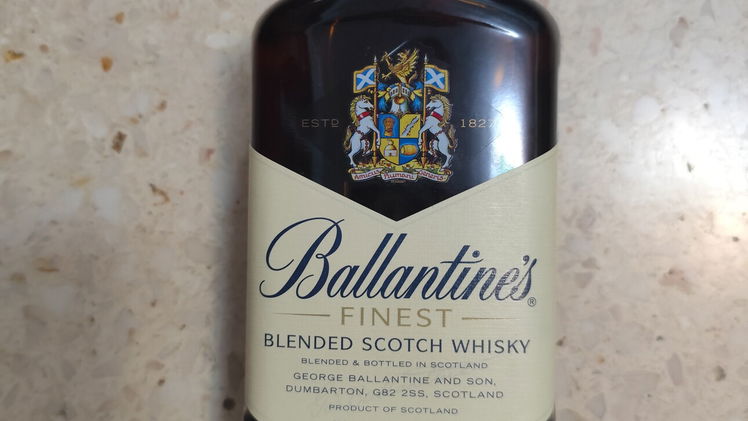 ESTD 1827
Amicus Humani Generis
Ballantine's®
FINEST
BLENDED SCOTCH WHISKY
BLENDED & BOTTLED IN SCOTLAND
GEORGE BALLANTINE AND SON,
DUMBARTON, G82 2SS, SCOTLAND
PRODUCT OF SCOTLAND